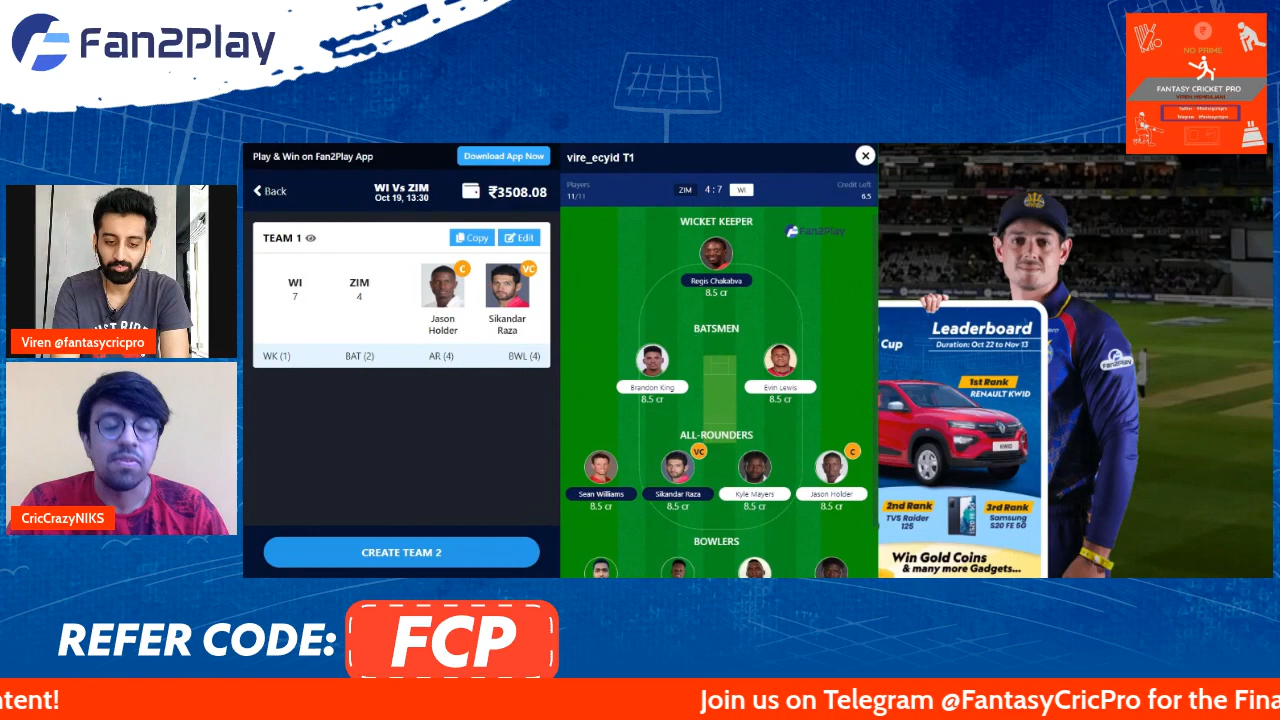 Fan2Play
NO PRIME
FANTASY CRICKET PRO
Play & Win on Fan2Play App
Download App Now
vire_ecyid T1
Back
WI Vs ZIM
Oct 19, 13:30
₹3508.08
Players
11/11
ZIM 4 : 7 WI
Credit Left
6.5
TEAM 1
Copy
Edit
WI
7
ZIM
4
C
VC
Jason
Holder
Sikandar
Raza
WK (1) BAT (2) AR (4) BWL (4)
CREATE TEAM 2
WICKET KEEPER
Fan2Play
Regis Chakabva
8.5 cr
BATSMEN
Brandon King
8.5 cr
Evin Lewis
8.5 cr
ALL-ROUNDERS
VC
C
Sean Williams
8.5 cr
Sikandar Raza
8.5 cr
Kyle Mayers
8.5 cr
Jason Holder
8.5 cr
BOWLERS
Cup
Leaderboard
Duration: Oct 22 to Nov 13
1st Rank
RENAULT KWID
KWID
2nd Rank
TVS Raider
125
3rd Rank
Samsung
S20 FE 5G
Win Gold Coins
& many more Gadgets...
FAN2PLAY
Viren @fantasycricpro
CricCrazyNIKS
REFER CODE: FCP
ntent!
Join us on Telegram @FantasyCricPro for the Fina